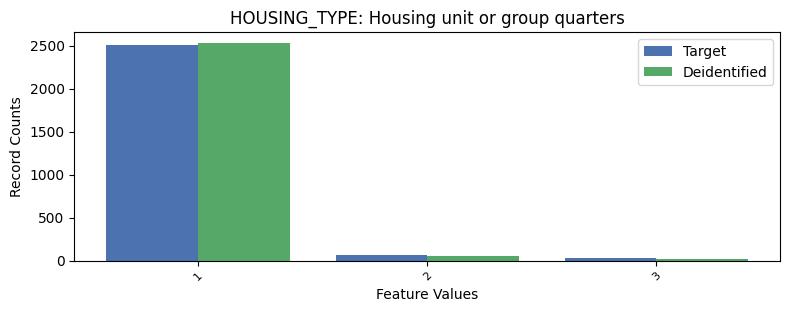 HOUSING_TYPE: Housing unit or group quarters
Target
Deidentified
Record Counts
2500
2000
1500
1000
500
0
1
2
3
Feature Values